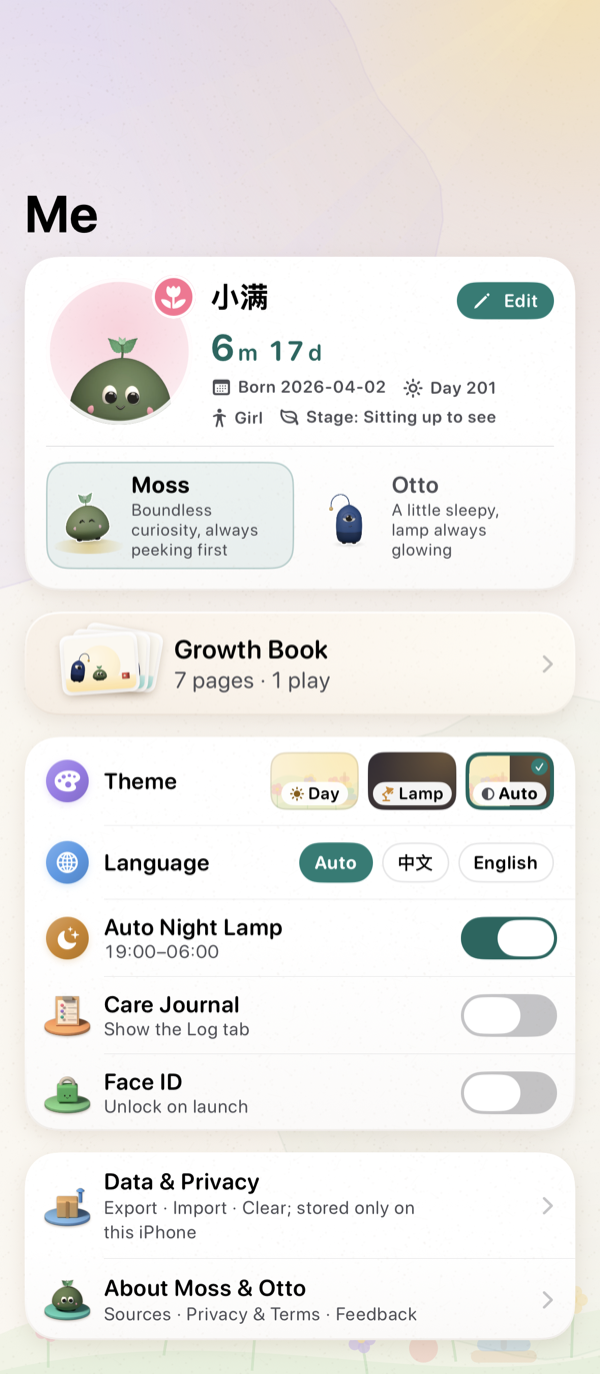 Me
小满
Edit
6m 17d
Born 2026-04-02 Day 201
Girl Stage: Sitting up to see
Moss
Boundless
curiosity, always
peeking first
Otto
A little sleepy,
lamp always
glowing
Growth Book
7 pages · 1 play
Theme
Day
Lamp
Auto
Language
Auto
中文
English
Auto Night Lamp
19:00–06:00
Care Journal
Show the Log tab
Face ID
Unlock on launch
Data & Privacy
Export · Import · Clear; stored only on
this iPhone
About Moss & Otto
Sources · Privacy & Terms · Feedback